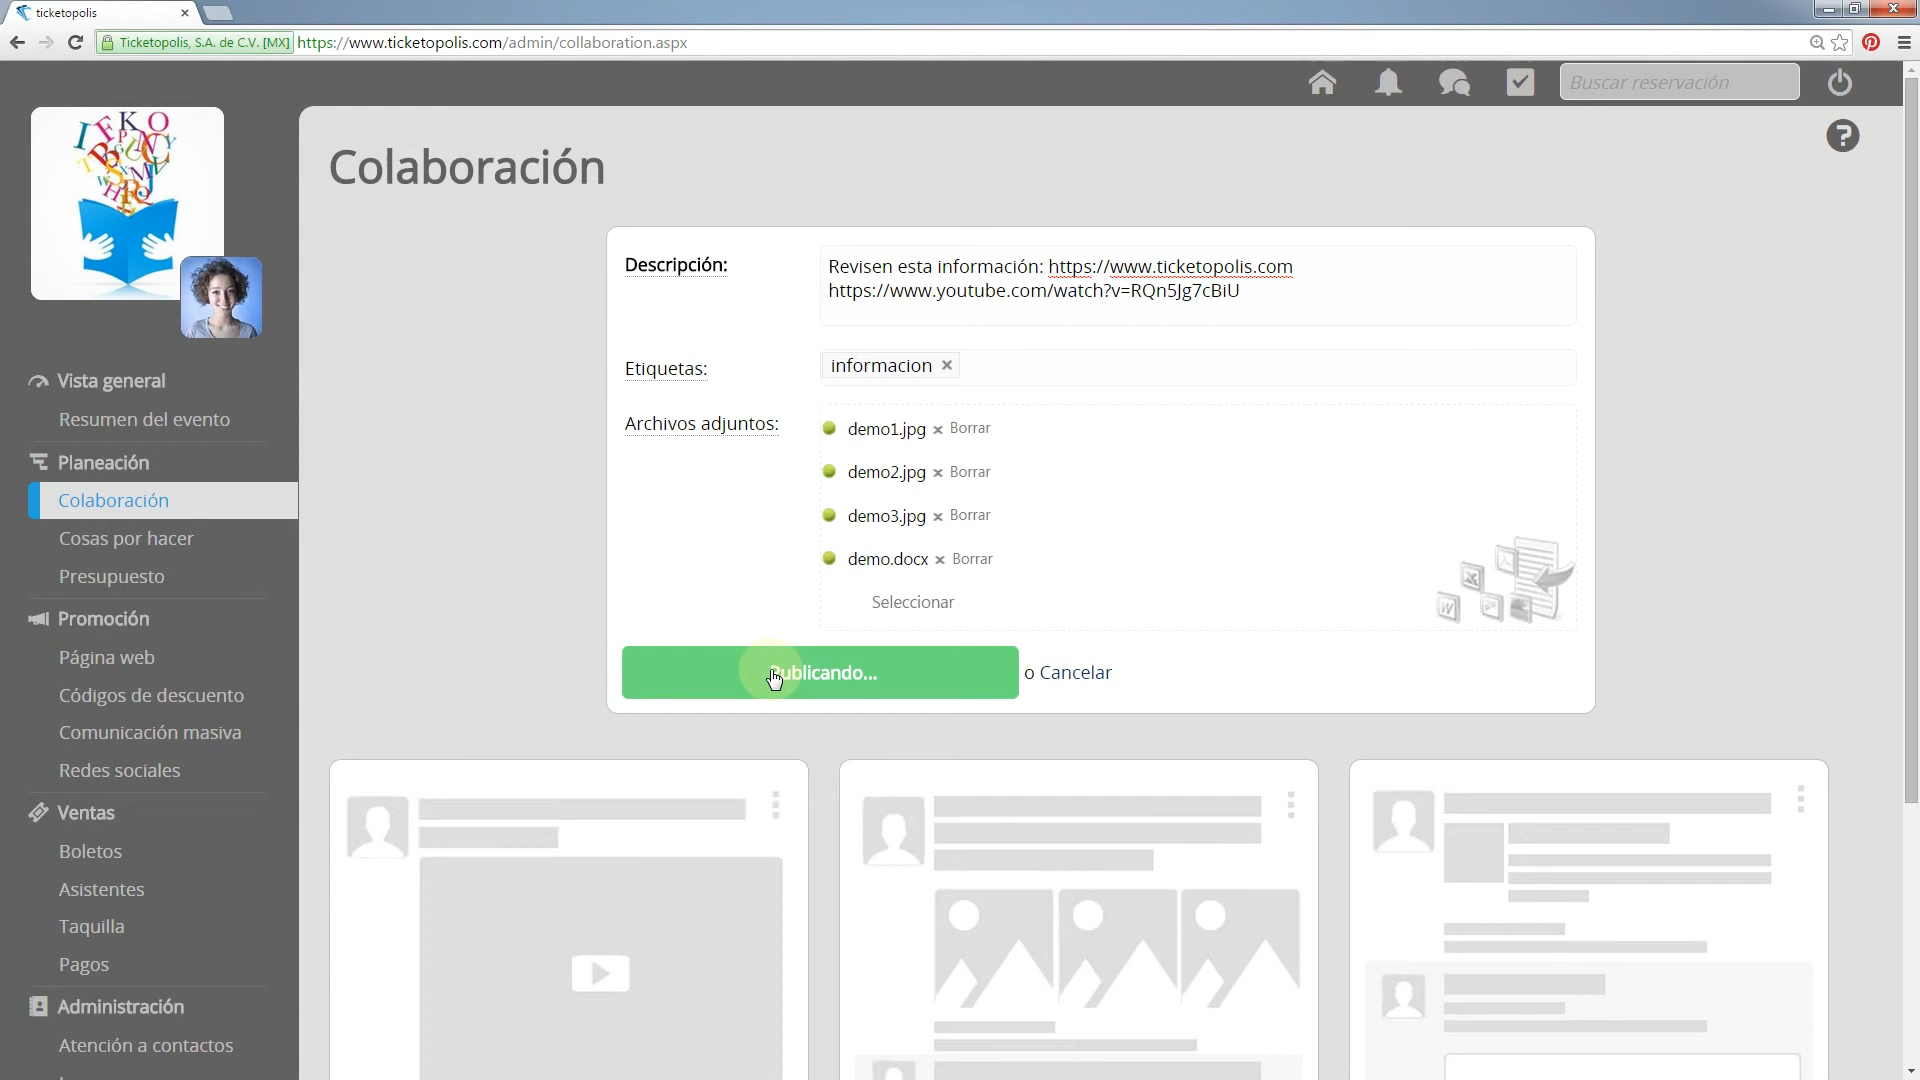 ticketopolis
Ticketopolis, S.A. de C.V. [MX] https://www.ticketopolis.com/admin/collaboration.aspx
Buscar reservación
Colaboración
Descripción:
Revisen esta información: https://www.ticketopolis.com
https://www.youtube.com/watch?v=RQn5Jg7cBiU
Etiquetas:
informacion
Archivos adjuntos:
demo1.jpg Borrar
demo2.jpg Borrar
demo3.jpg Borrar
demo.docx Borrar
Seleccionar
Publicando... o Cancelar
Vista general
Resumen del evento
Planeación
Colaboración
Cosas por hacer
Presupuesto
Promoción
Página web
Códigos de descuento
Comunicación masiva
Redes sociales
Ventas
Boletos
Asistentes
Taquilla
Pagos
Administración
Atención a contactos